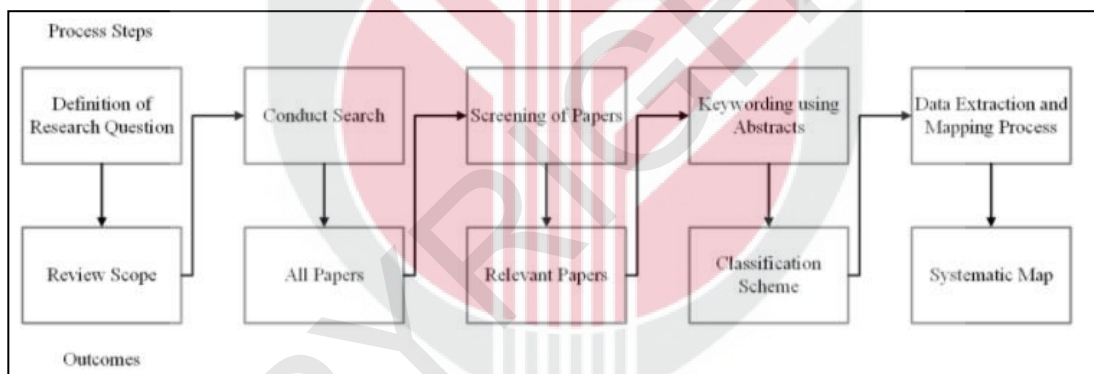 Process Steps
Definition of
Research Question
Conduct Search
Screening of Papers
Keywording using
Abstracts
Data Extraction and
Mapping Process
Review Scope
All Papers
Relevant Papers
Classification
Scheme
Systematic Map
Outcomes